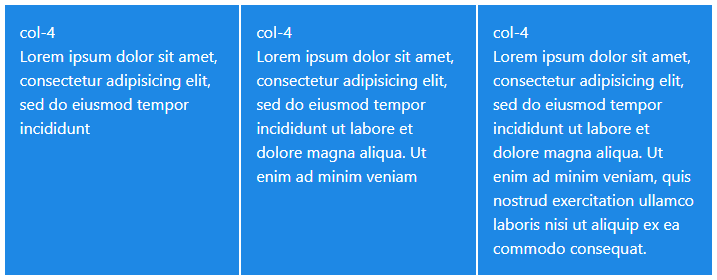 col-4
Lorem ipsum dolor sit amet,
consectetur adipisicing elit,
sed do eiusmod tempor
incididunt
col-4
Lorem ipsum dolor sit amet,
consectetur adipisicing elit,
sed do eiusmod tempor
incididunt ut labore et
dolore magna aliqua. Ut
enim ad minim veniam
col-4
Lorem ipsum dolor sit amet,
consectetur adipisicing elit,
sed do eiusmod tempor
incididunt ut labore et
dolore magna aliqua. Ut
enim ad minim veniam, quis
nostrud exercitation ullamco
laboris nisi ut aliquip ex ea
commodo consequat.